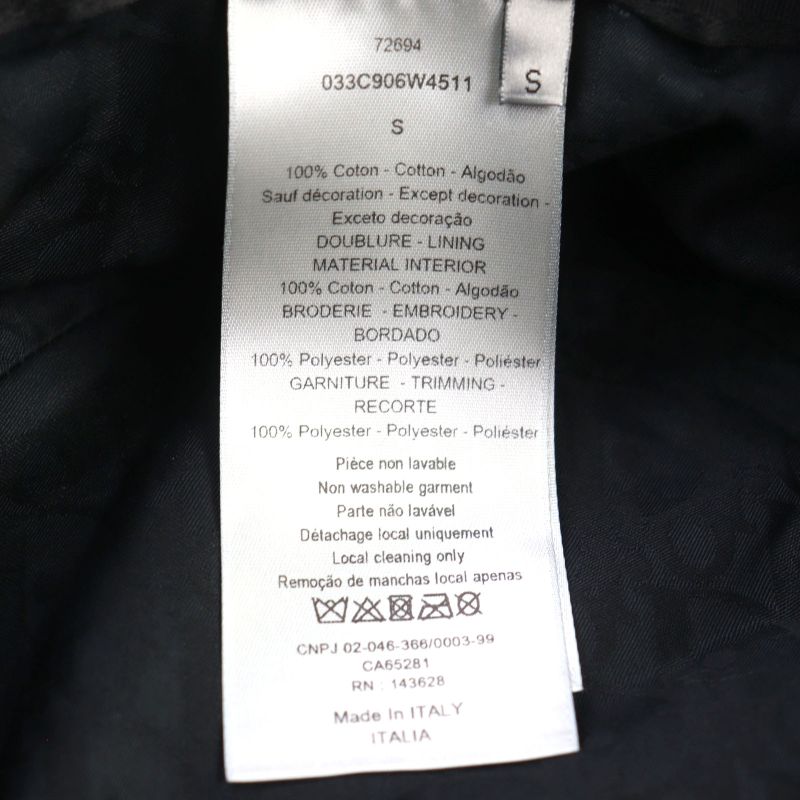 72694
033C906W4511
S
S
100% Coton - Cotton - Algodão
Sauf décoration - Except decoration -
Exceto decoração
DOUBLURE - LINING
MATERIAL INTERIOR
100% Coton - Cotton - Algodão
BRODERIE - EMBROIDERY -
BORDADO
100% Polyester - Polyester - Poliéster
GARNITURE - TRIMMING -
RECORTE
100% Polyester - Polyester - Poliéster
Pièce non lavable
Non washable garment
Parte não lavável
Détachage local uniquement
Local cleaning only
Remoção de manchas local apenas
CNPJ 02-046-366/0003-99
CA65281
RN : 143628
Made In ITALY
ITALIA